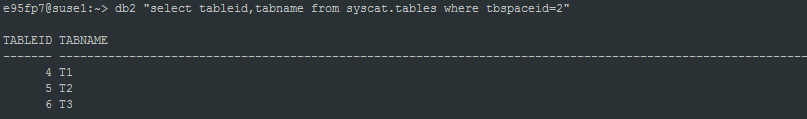 e95fp7@suse1:~> db2 "select tableid,tabname from syscat.tables where tbspaceid=2"
TABLEID TABNAME
------- --------------------------------------------------------------------------------------------------------
4 T1
5 T2
6 T3